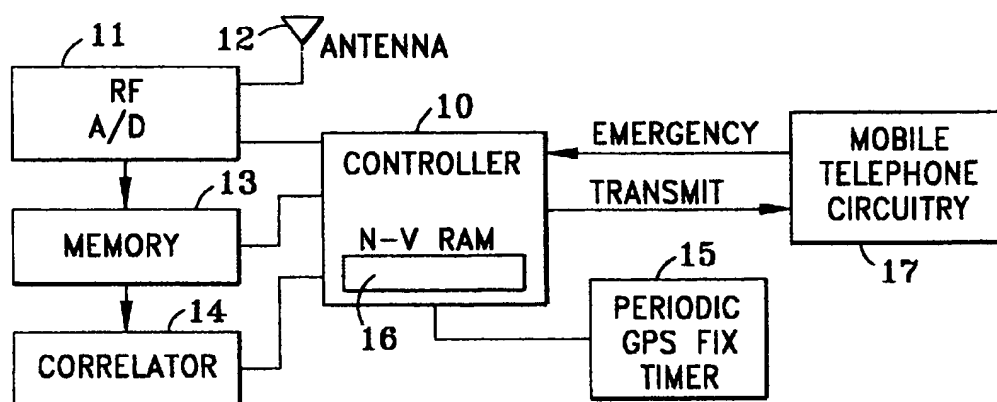 11
12
ANTENNA
RF
A/D
10
CONTROLLER
N-V RAM
16
EMERGENCY
TRANSMIT
MOBILE
TELEPHONE
CIRCUITRY
17
13
MEMORY
14
CORRELATOR
15
PERIODIC
GPS FIX
TIMER